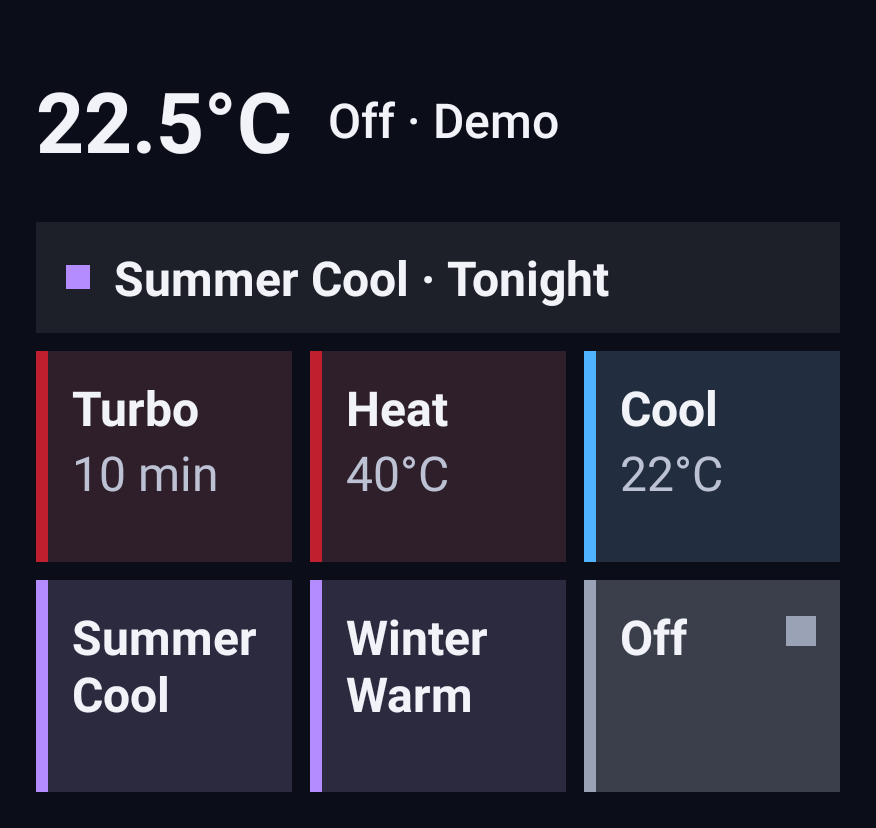 22.5°C Off · Demo
Summer Cool · Tonight
Turbo
10 min
Heat
40°C
Cool
22°C
Summer
Cool
Winter
Warm
Off